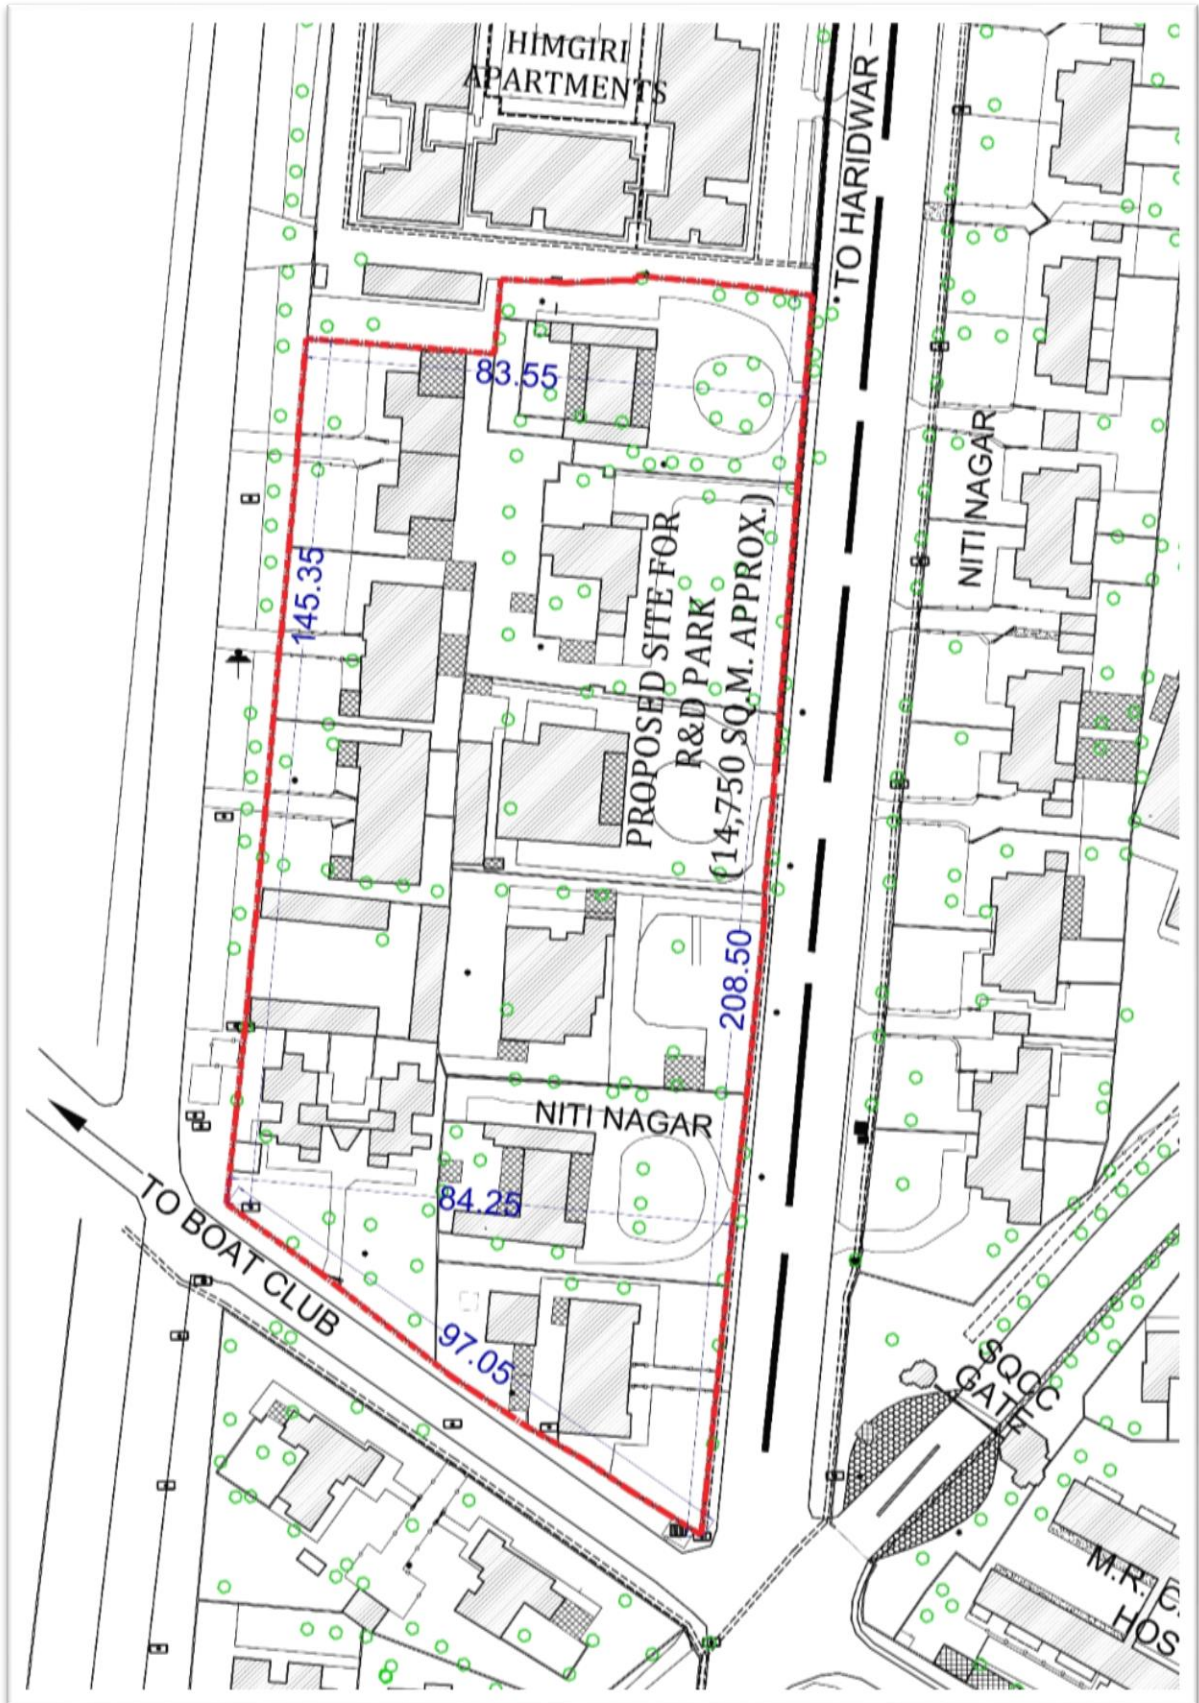 HIMGIRI
APARTMENTS
TO HARIDWAR
83.55
NITI NAGAR
145.35
PROPOSED SITE FOR
R&D PARK
(14,750 SQ.M. APPROX.)
208.50
NITI NAGAR
84.25
TO BOAT CLUB
97.05
SQCC
GATE
M.R. C.
HOS